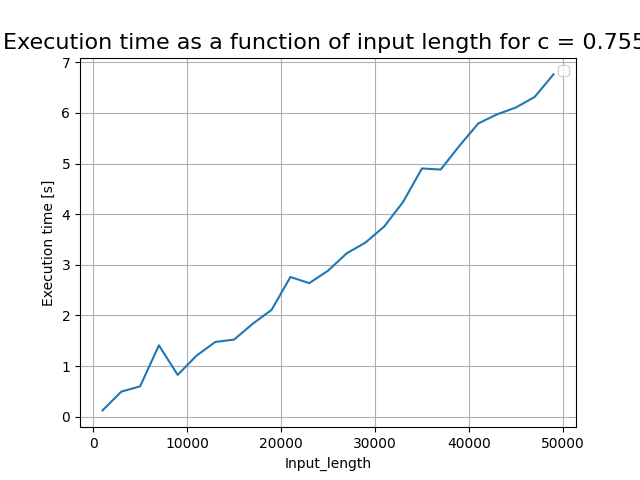 Execution time as a function of input length for c = 0.755
7
6
5
4
3
2
1
0
Execution time [s]
0 10000 20000 30000 40000 50000
Input_length